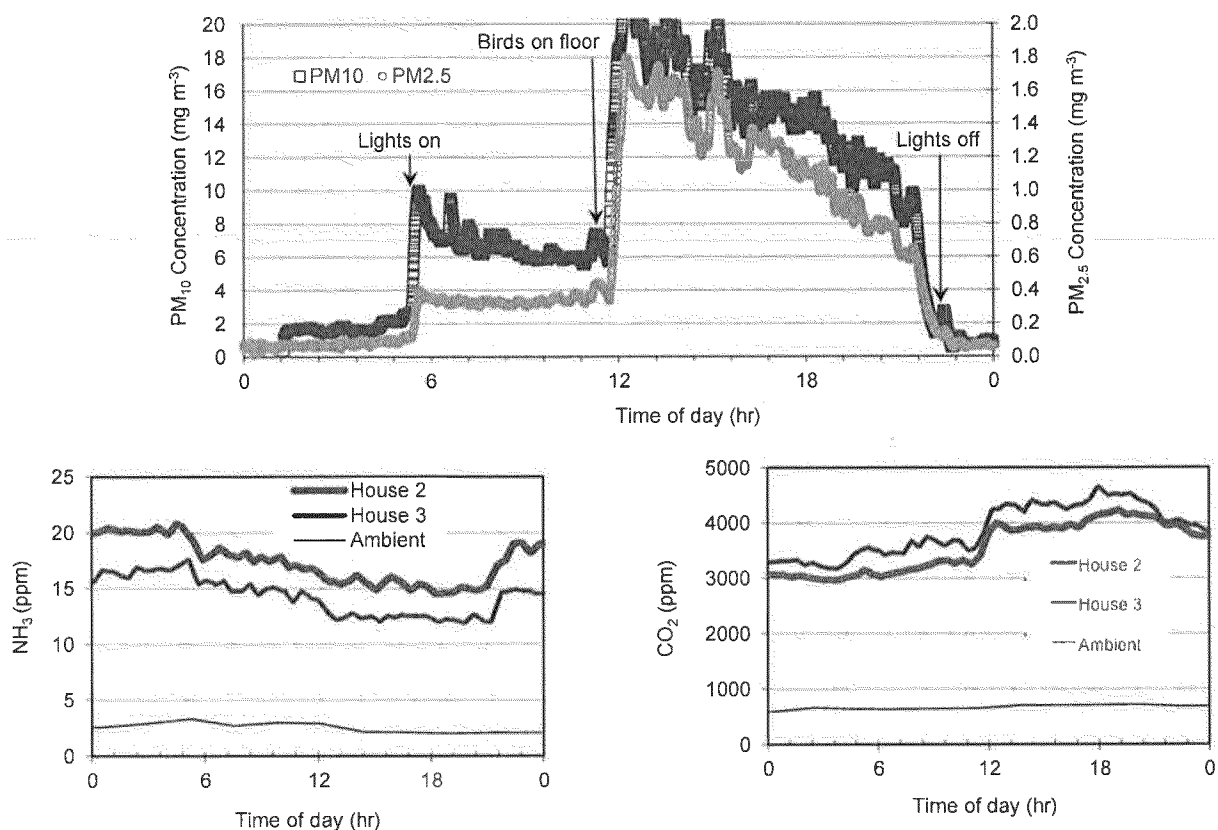 20
18
16
14
12
10
8
6
4
2
0
PM10 Concentration (mg m-3)
□PM10 ○PM2.5
Lights on
Birds on floor
Lights off
2.0
1.8
1.6
1.4
1.2
1.0
0.8
0.6
0.4
0.2
0.0
PM2.5 Concentration (mg m-3)
0 6 12 18 0
Time of day (hr)
25
20
15
10
5
0
NH3 (ppm)
House 2
House 3
Ambient
0 6 12 18 0
Time of day (hr)
5000
4000
3000
2000
1000
0
CO2 (ppm)
House 2
House 3
Ambient
0 6 12 18 0
Time of day (hr)